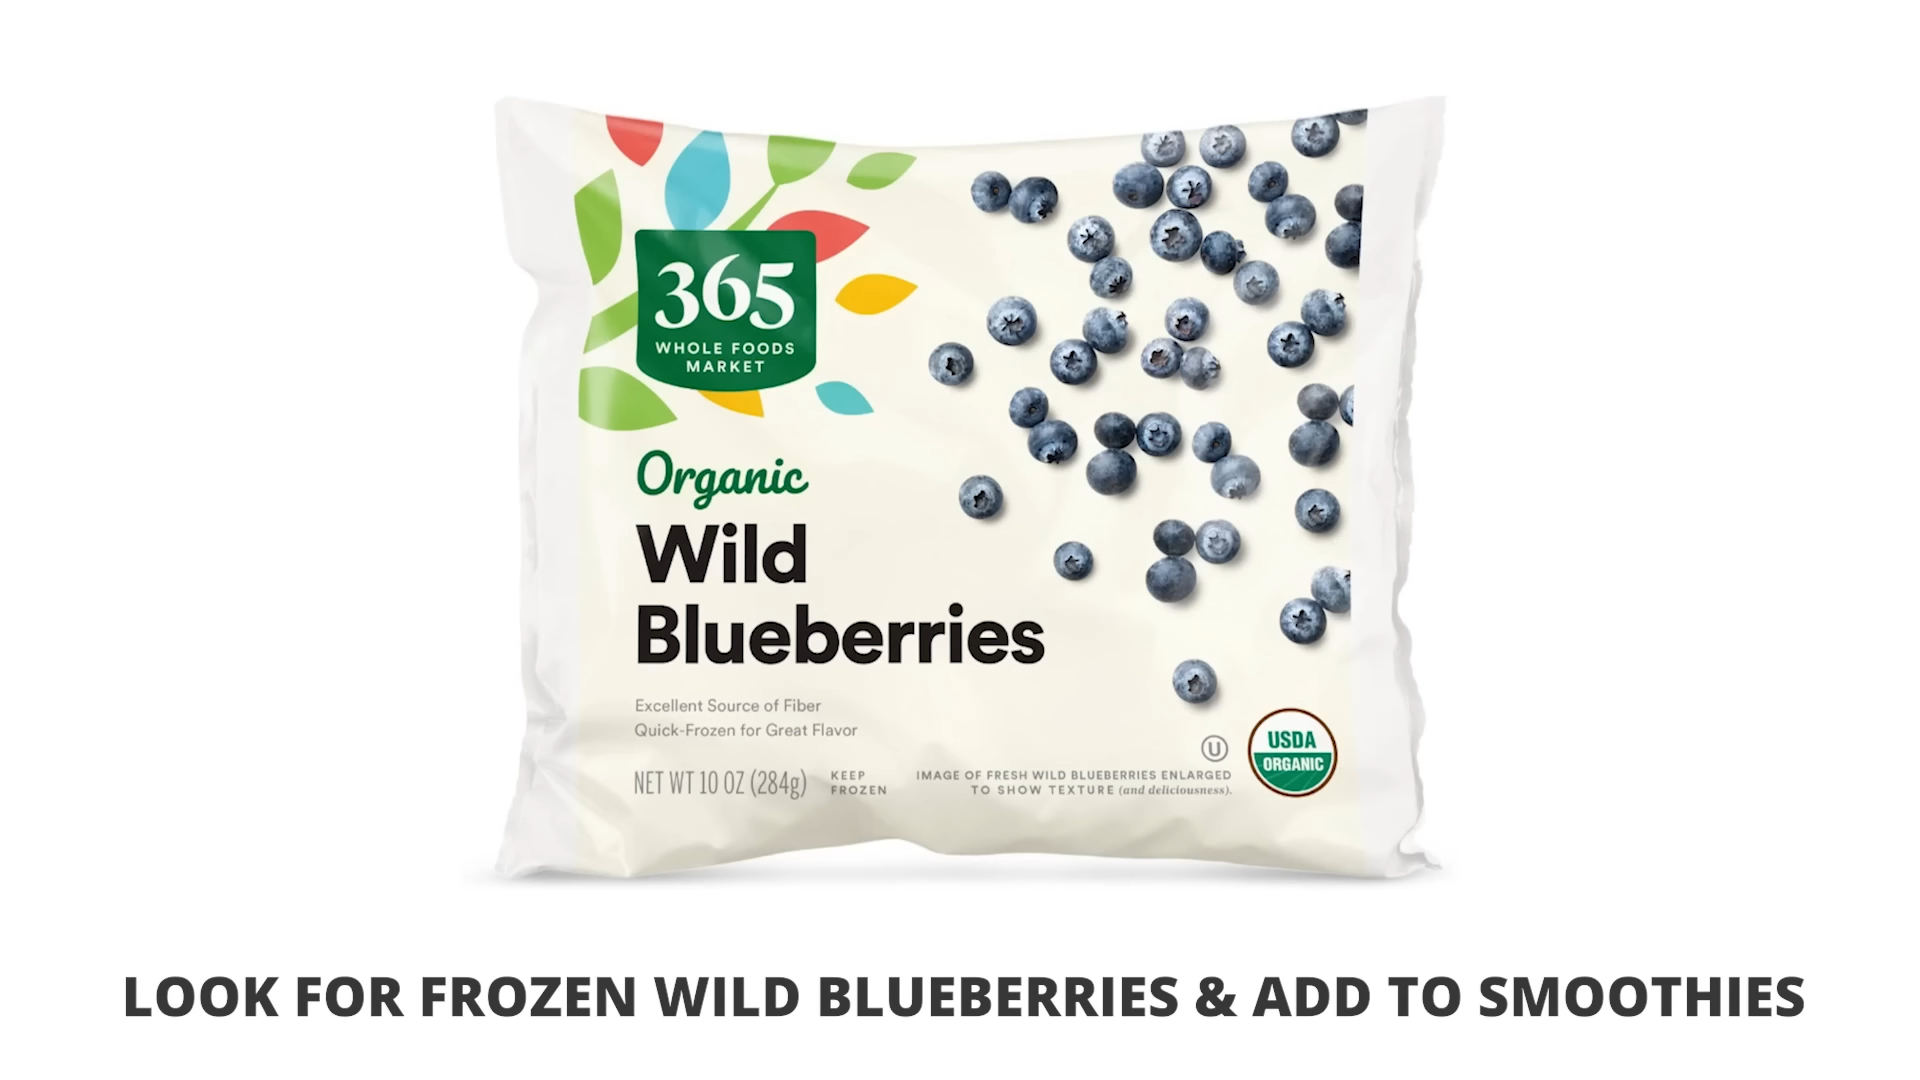 365
WHOLE FOODS
MARKET
Organic
Wild
Blueberries
Excellent Source of Fiber
Quick-Frozen for Great Flavor
NET WT 10 OZ (284g)
KEEP
FROZEN
IMAGE OF FRESH WILD BLUEBERRIES ENLARGED
TO SHOW TEXTURE (and deliciousness).
U
USDA
ORGANIC
LOOK FOR FROZEN WILD BLUEBERRIES & ADD TO SMOOTHIES